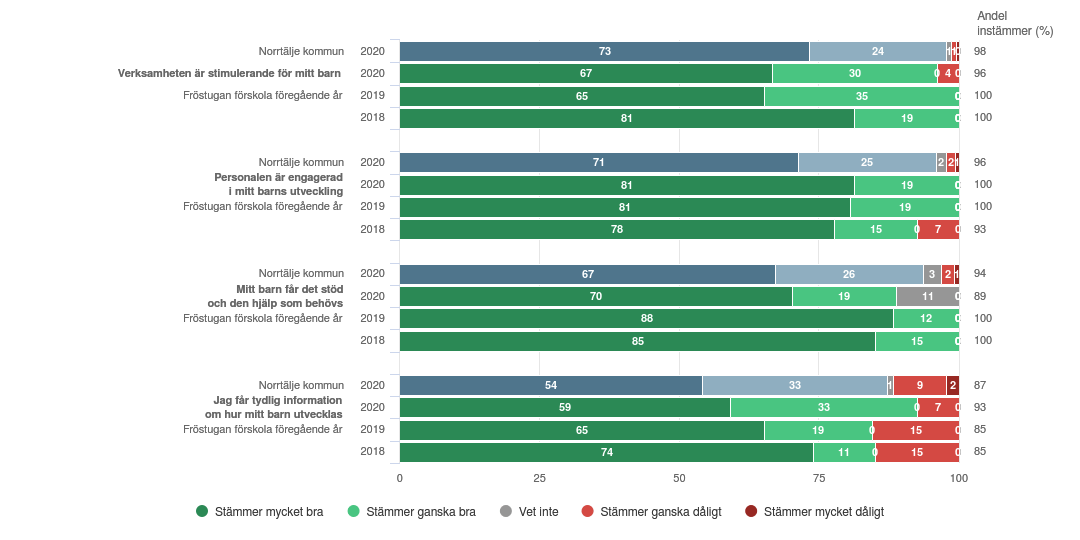 Andel
instämmer (%)
Norrtälje kommun 2020 73 24 1 1 0 98
Verksamheten är stimulerande för mitt barn 2020 67 30 0 4 0 96
Fröstugan förskola föregående år 2019 65 35 0 100
2018 81 19 0 100
Norrtälje kommun 2020 71 25 2 2 1 96
Personalen är engagerad
i mitt barns utveckling 2020 81 19 0 100
Fröstugan förskola föregående år 2019 81 19 0 100
2018 78 15 0 7 0 93
Norrtälje kommun 2020 67 26 3 2 1 94
Mitt barn får det stöd
och den hjälp som behövs 2020 70 19 11 0 89
Fröstugan förskola föregående år 2019 88 12 0 100
2018 85 15 0 100
Norrtälje kommun 2020 54 33 1 9 2 87
Jag får tydlig information
om hur mitt barn utvecklas 2020 59 33 0 7 0 93
Fröstugan förskola föregående år 2019 65 19 0 15 0 85
2018 74 11 0 15 0 85
0 25 50 75 100
Stämmer mycket bra Stämmer ganska bra Vet inte Stämmer ganska dåligt Stämmer mycket dåligt